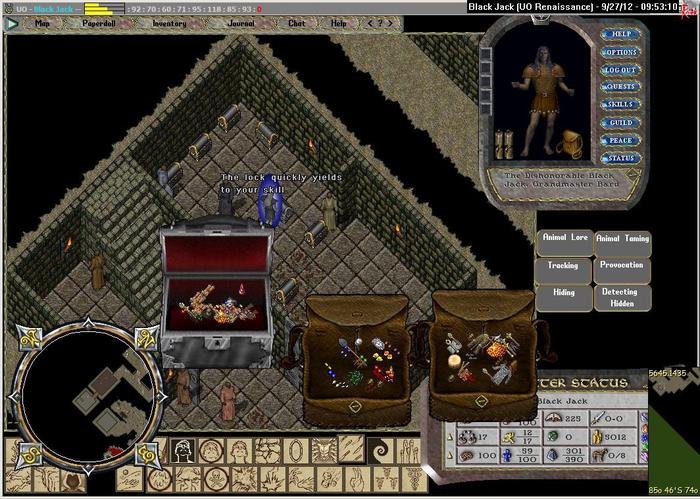 UO - Black Jack - :92:70:60:71:95:118:85:93:0
Black Jack [UO Renaissance] - 9/27/12 - 09:53:10
Map Paperdoll Inventory Journal Chat Help < ? >
HELP
OPTIONS
LOG OUT
QUESTS
SKILLS
GUILD
PEACE
STATUS
The Dishonorable Black
Jack, Grandmaster Bard
The lock quickly yields
to your skill
Animal Lore Animal Taming
Tracking Provocation
Hiding Detecting
Hidden
5645,1435
TER STATUS
Black Jack
100 225 0-0
17 12 0 5012
17
100 100 301 0/8
390
85o 46'S 74o